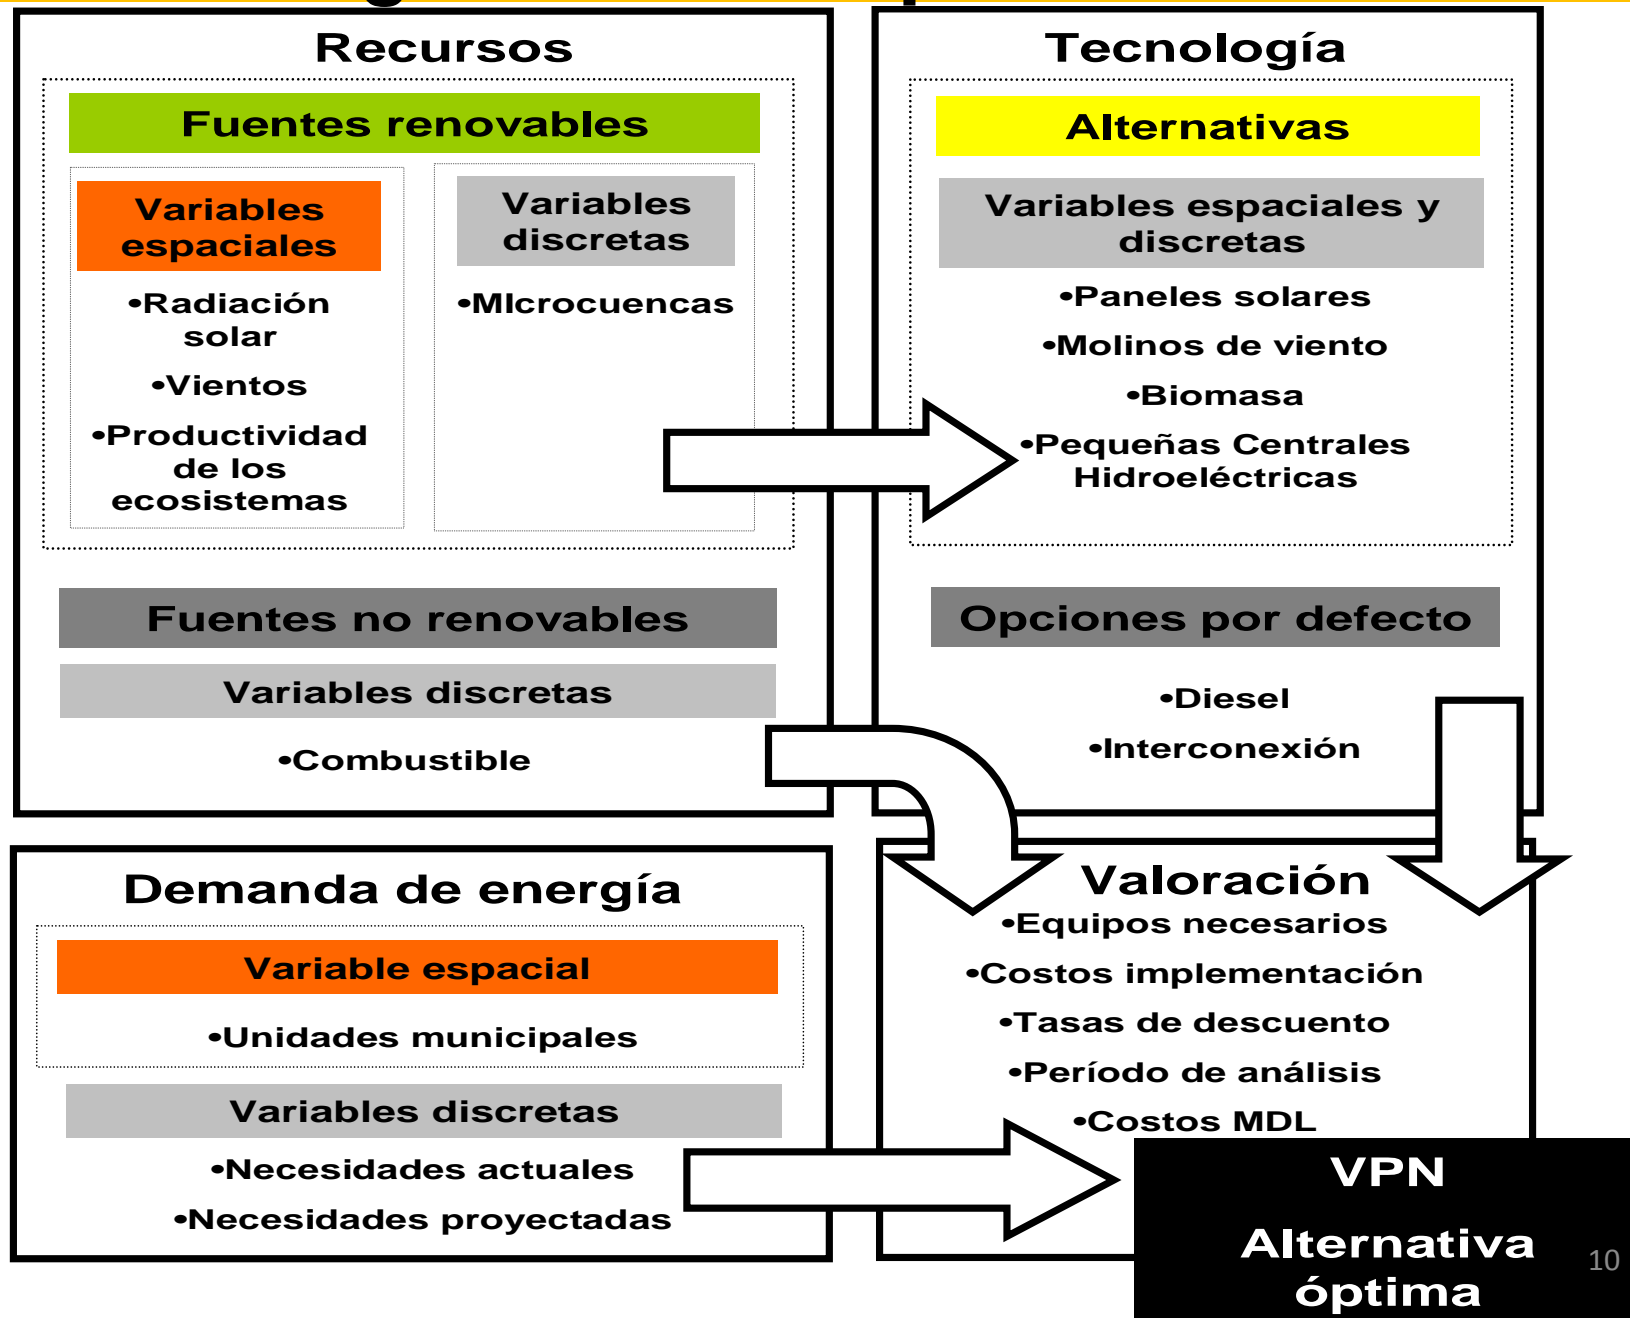 Recursos
Fuentes renovables
Variables
espaciales
•Radiación
solar
•Vientos
•Productividad
de los
ecosistemas
Variables
discretas
•MIcrocuencas
Fuentes no renovables
Variables discretas
•Combustible
Tecnología
Alternativas
Variables espaciales y
discretas
•Paneles solares
•Molinos de viento
•Biomasa
•Pequeñas Centrales
Hidroeléctricas
Opciones por defecto
•Diesel
•Interconexión
Demanda de energía
Variable espacial
•Unidades municipales
Variables discretas
•Necesidades actuales
•Necesidades proyectadas
Valoración
•Equipos necesarios
•Costos implementación
•Tasas de descuento
•Período de análisis
•Costos MDL
VPN
Alternativa
óptima
10